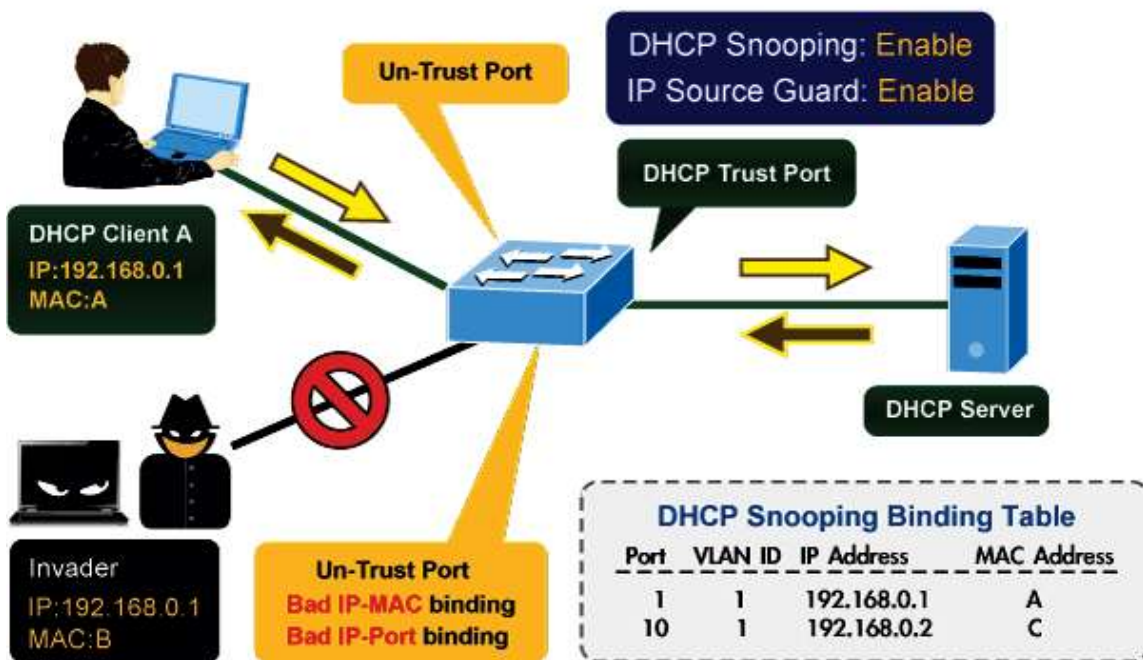 Un-Trust Port
DHCP Snooping: Enable
IP Source Guard: Enable
DHCP Trust Port
DHCP Client A
IP:192.168.0.1
MAC:A
DHCP Server
Invader
IP:192.168.0.1
MAC:B
Un-Trust Port
Bad IP-MAC binding
Bad IP-Port binding
DHCP Snooping Binding Table
Port VLAN ID IP Address MAC Address
1 1 192.168.0.1 A
10 1 192.168.0.2 C